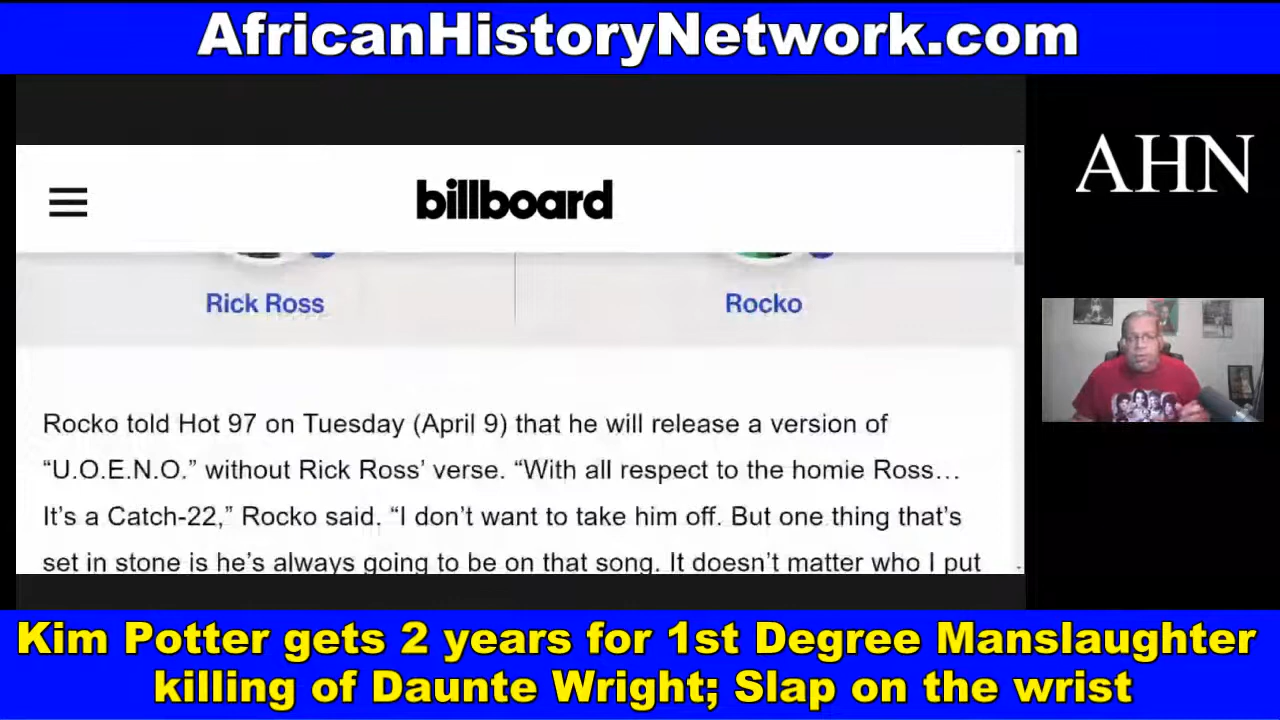 AfricanHistoryNetwork.com
AHN
billboard
Rick Ross
Rocko
Rocko told Hot 97 on Tuesday (April 9) that he will release a version of
“U.O.E.N.O.” without Rick Ross’ verse. “With all respect to the homie Ross…
It’s a Catch-22,” Rocko said. “I don’t want to take him off. But one thing that’s
set in stone is he’s always going to be on that song. It doesn’t matter who I put
Kim Potter gets 2 years for 1st Degree Manslaughter
killing of Daunte Wright; Slap on the wrist